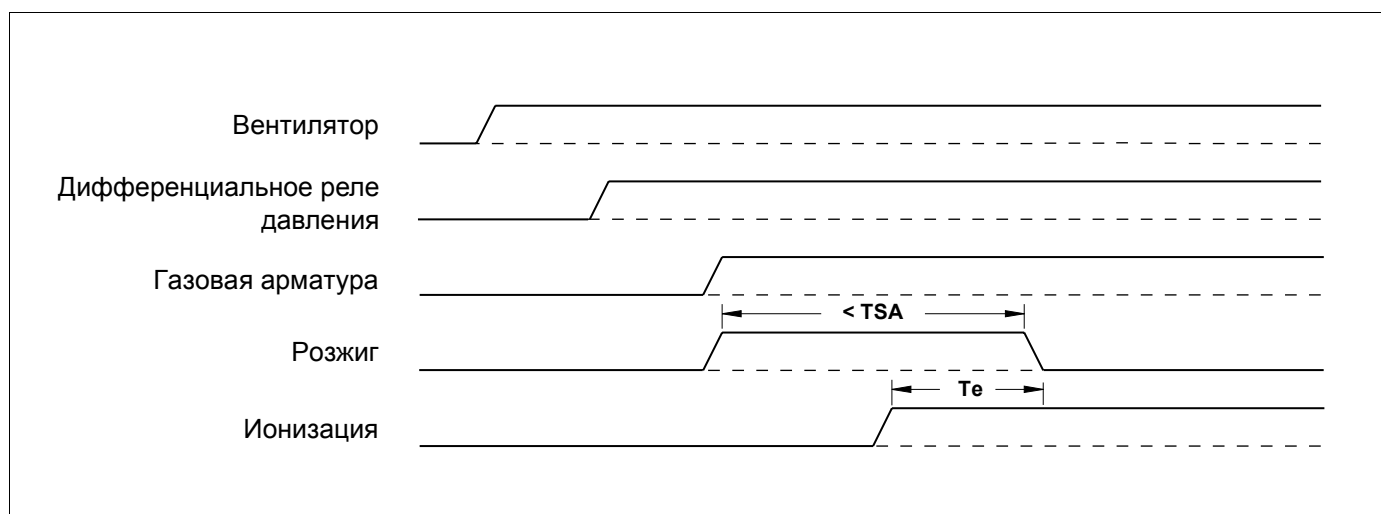 Вентилятор
Дифференциальное реле
давления
Газовая арматура
< TSA
Розжиг
Te
Ионизация